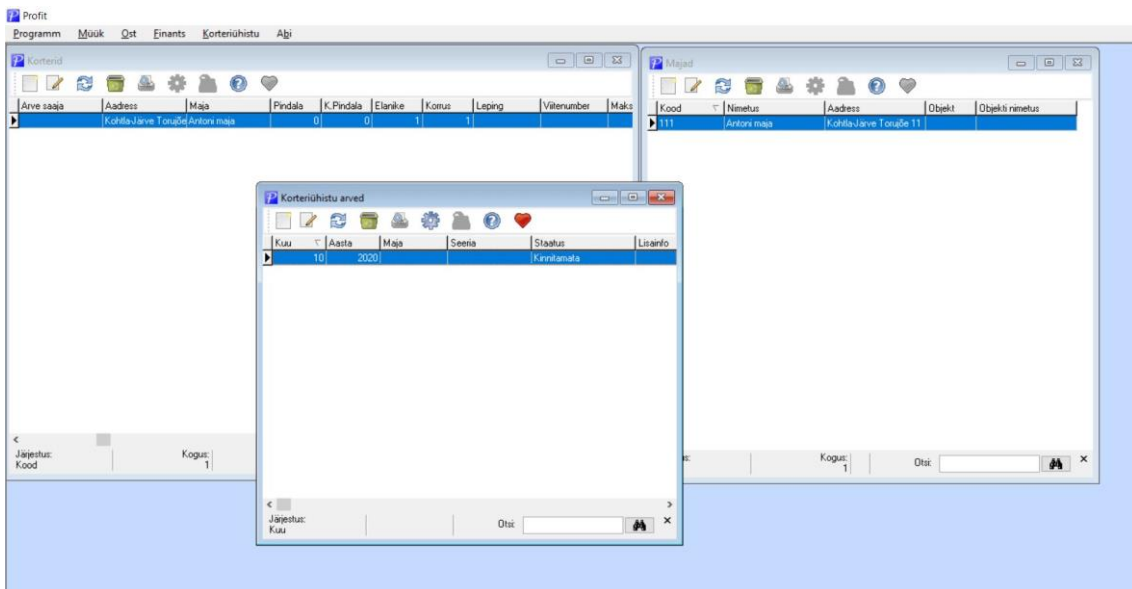 Profit
Programm Müük Ost Finants Korteriühistu Abi
Korterid
Arve saaja Aadress Maja Pindala K.Pindala Elanike Korrus Leping Viitenumber Maks
Kohtla-Järve Torujõe Antoni maja 0 0 1 1
Järjestus: Kogus:
Kood 1
Majad
Kood Nimetus Aadress Objekt Objekti nimetus
111 Antoni maja Kohtla-Järve Torujõe 11
Kogus: Otsi:
1
Korteriühistu arved
Kuu Aasta Maja Seeria Staatus Lisainfo
10 2020 Kinnitamata
Järjestus: Otsi:
Kuu